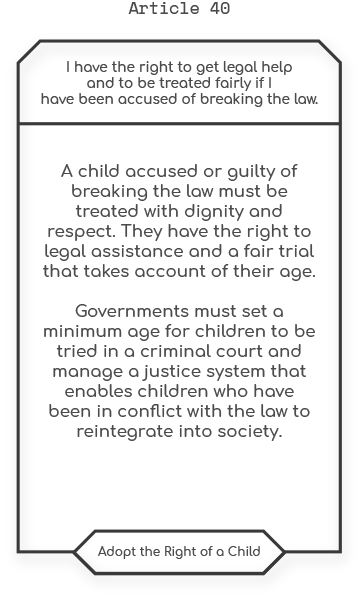 Article 40
I have the right to get legal help
and to be treated fairly if I
have been accused of breaking the law.
A child accused or guilty of
breaking the law must be
treated with dignity and
respect. They have the right to
legal assistance and a fair trial
that takes account of their age.
Governments must set a
minimum age for children to be
tried in a criminal court and
manage a justice system that
enables children who have
been in conflict with the law to
reintegrate into society.
Adopt the Right of a Child